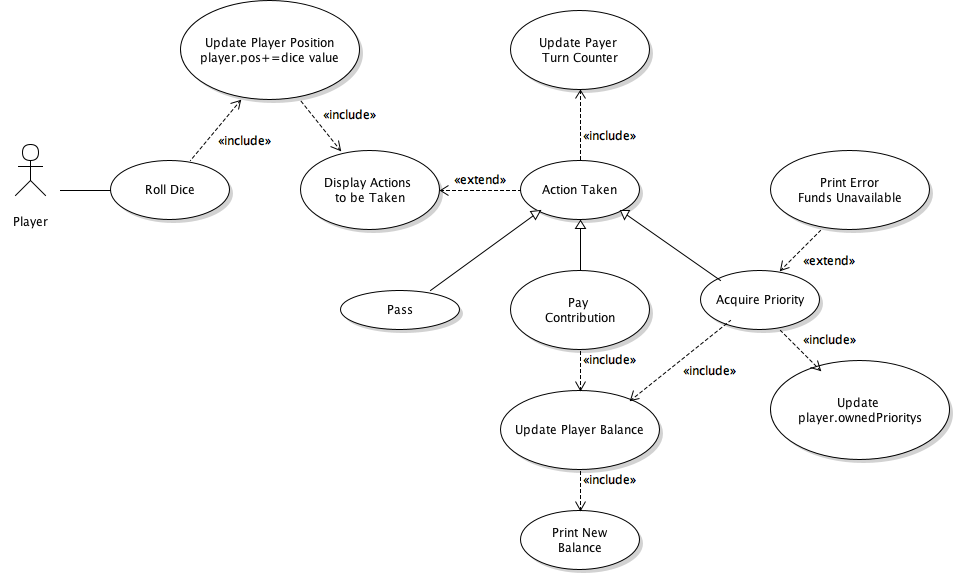 Update Player Position
player.pos+=dice value
Update Payer
Turn Counter
«include»
«include»
«include»
Player
Roll Dice
Display Actions
to be Taken
«extend»
Action Taken
Print Error
Funds Unavailable
«extend»
Pass
Pay
Contribution
Acquire Priority
«include»
«include»
«include»
Update Player Balance
Update
player.ownedPrioritys
«include»
Print New
Balance